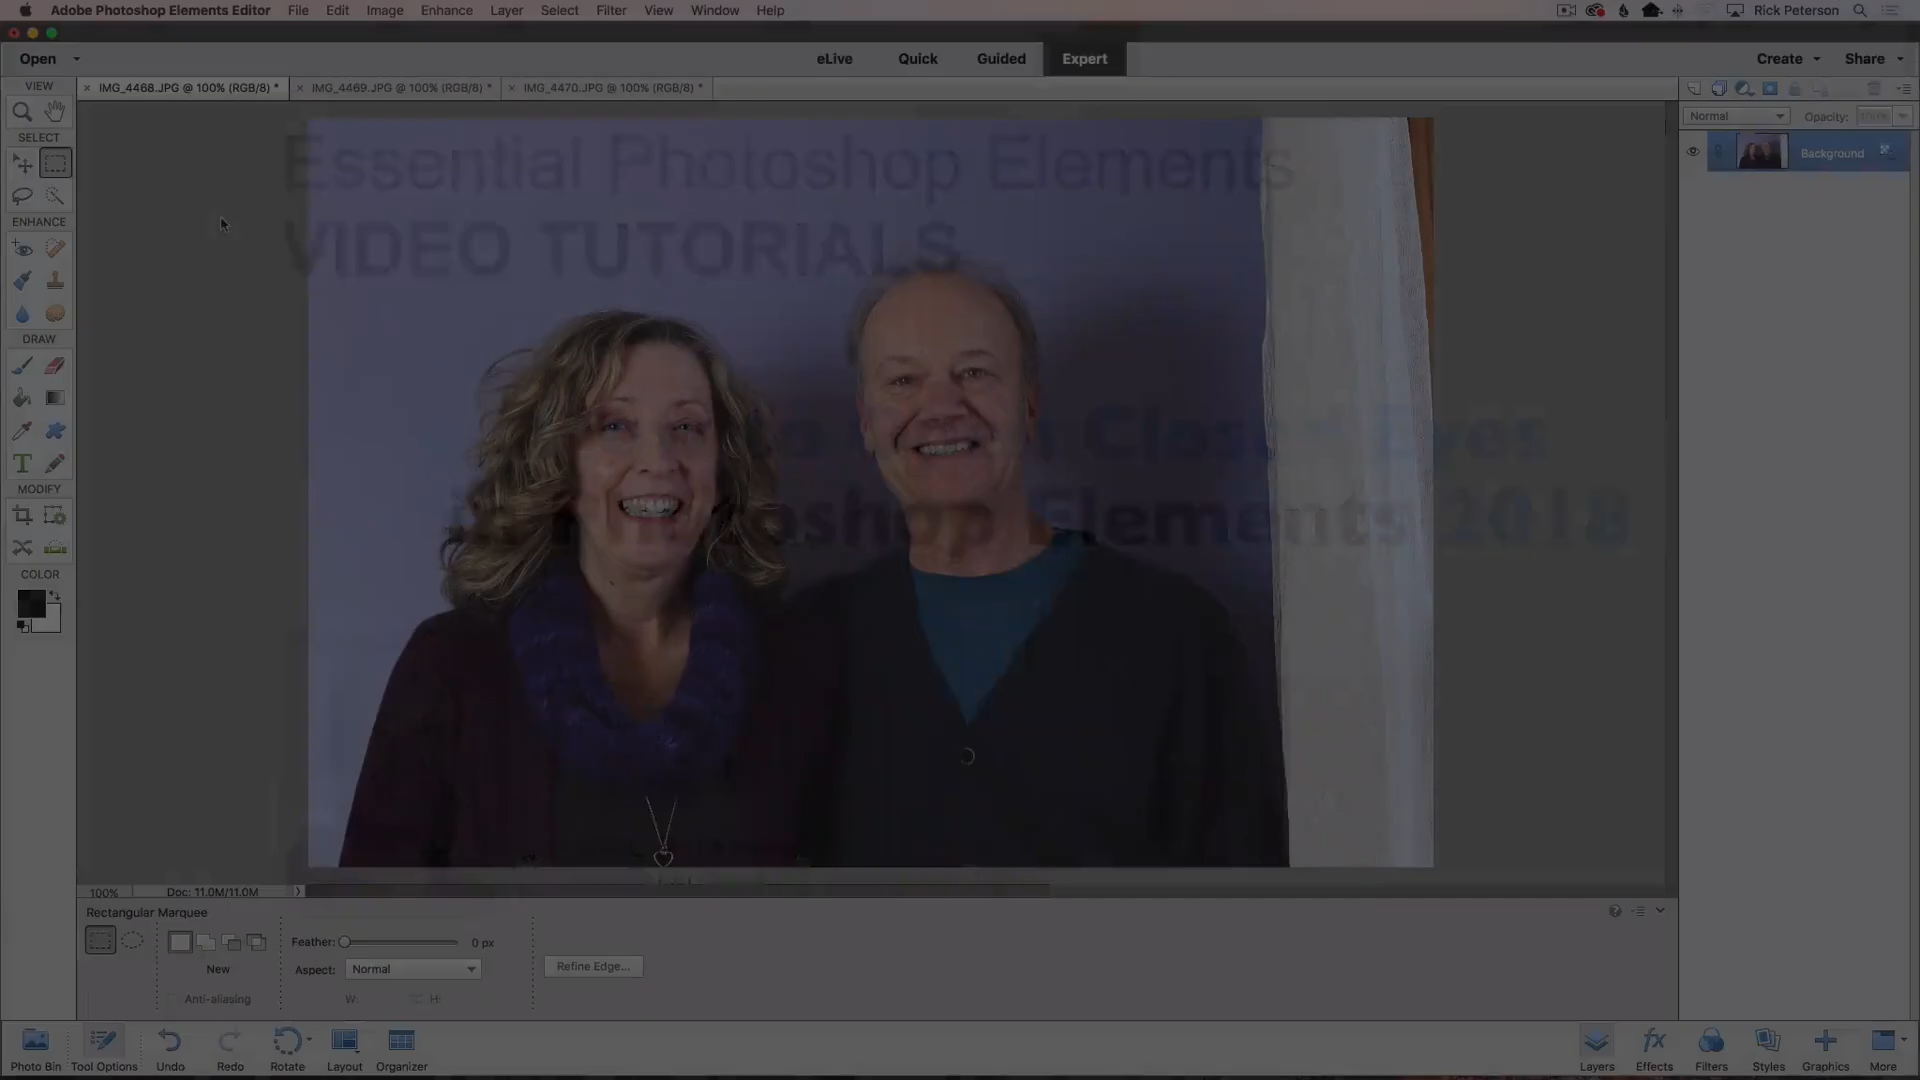 Adobe Photoshop Elements Editor File Edit Image Enhance Layer Select Filter View Window Help Rick Peterson
Open eLive Quick Guided Expert Create Share
VIEW
IMG_4468.JPG @ 100% (RGB/8) *
IMG_4469.JPG @ 100% (RGB/8) *
IMG_4470.JPG @ 100% (RGB/8) *
Normal Opacity:
Background
SELECT
ENHANCE
DRAW
T
MODIFY
COLOR
Essential Photoshop Elements
VIDEO TUTORIALS
Eyes
Elements 2018
100% Doc: 11.0M/11.0M
Rectangular Marquee
New
Anti-aliasing
Feather: 0 px
Aspect: Normal
W: H:
Refine Edge...
Photo Bin Tool Options Undo Redo Rotate Layout Organizer
fx
Layers Effects Filters Styles Graphics More